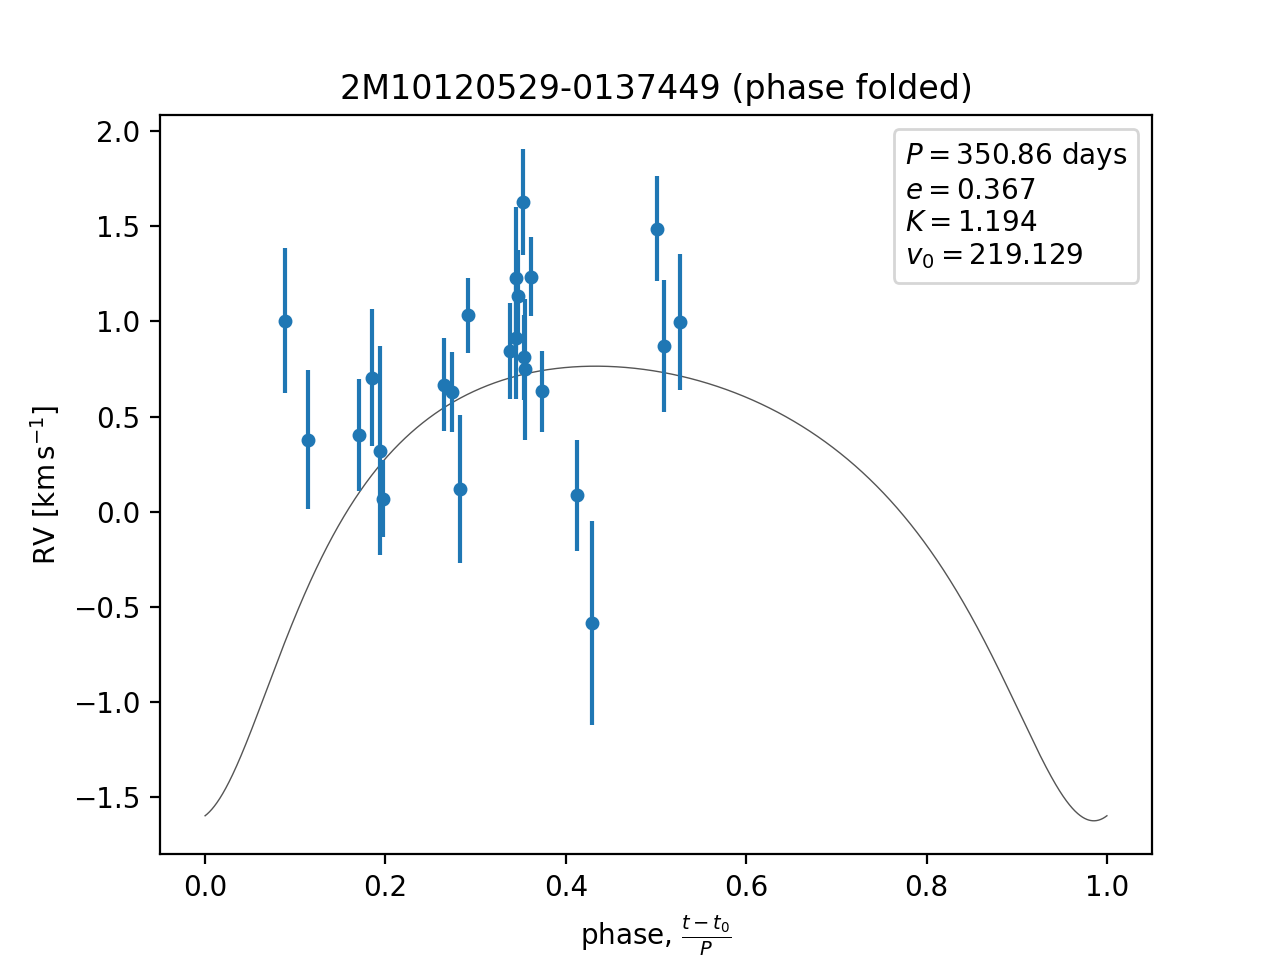 2M10120529-0137449 (phase folded)
P = 350.86 days
e = 0.367
K = 1.194
v₀ = 219.129
2.0
1.5
1.0
0.5
0.0
−0.5
−1.0
−1.5
RV [km s⁻¹]
0.0 0.2 0.4 0.6 0.8 1.0
phase, (t − t₀)/P